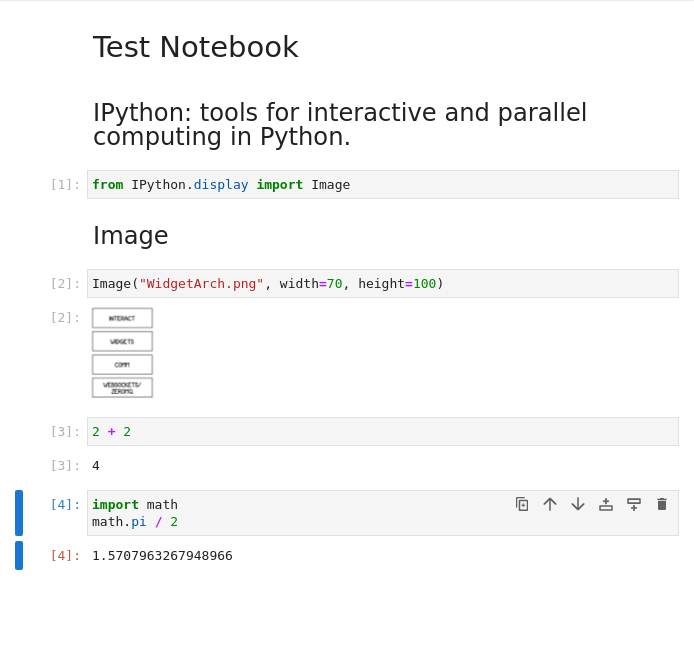 Test Notebook
IPython: tools for interactive and parallel
computing in Python.
[1]: from IPython.display import Image
Image
[2]: Image("WidgetArch.png", width=70, height=100)
[2]:
INTERACT
WIDGETS
COMM
WEBSOCKETS/
ZEROMQ
[3]: 2 + 2
[3]: 4
[4]: import math
math.pi / 2
[4]: 1.5707963267948966